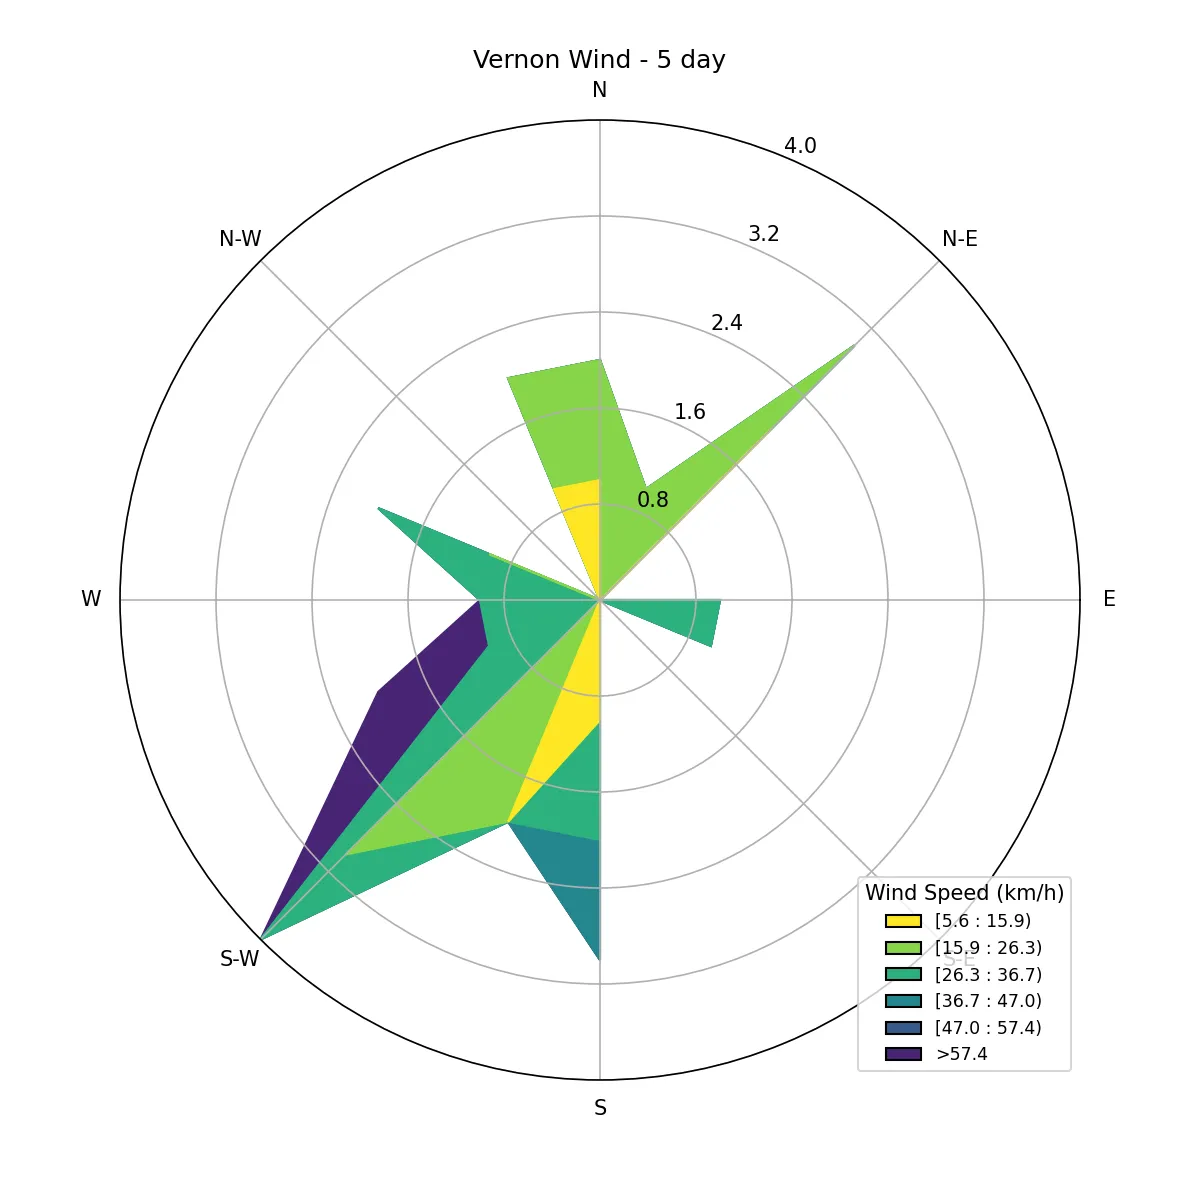 Vernon Wind - 5 day
N
4.0
N-W
3.2
N-E
2.4
1.6
0.8
W
E
S-W
S-E
Wind Speed (km/h)
[5.6 : 15.9)
[15.9 : 26.3)
[26.3 : 36.7)
[36.7 : 47.0)
[47.0 : 57.4)
>57.4
S